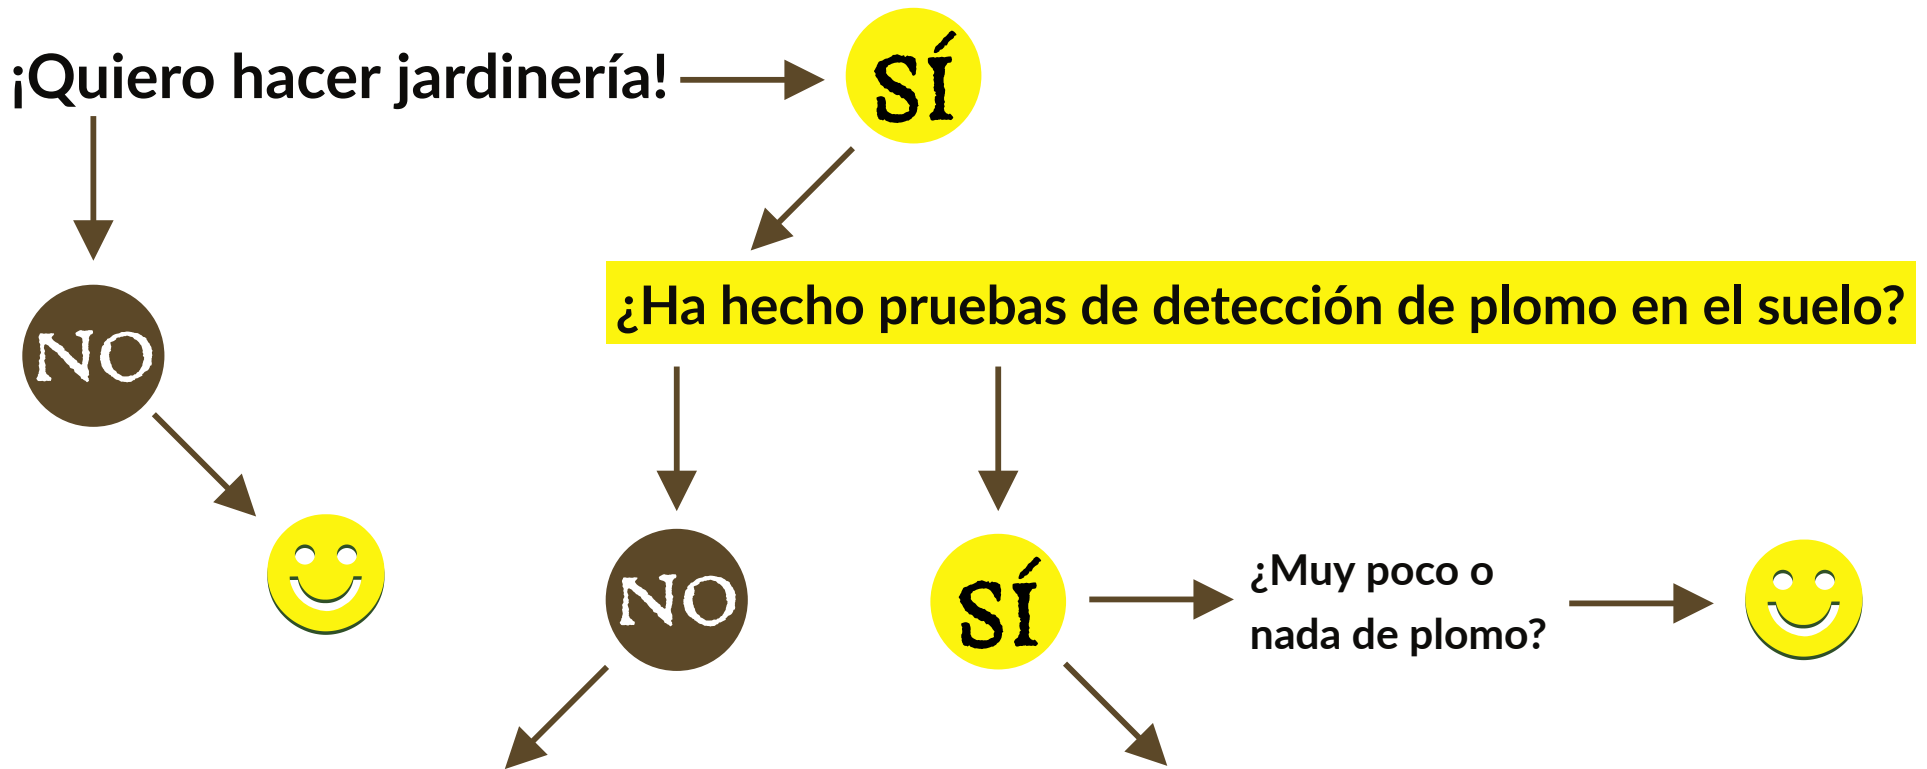 ¡Quiero hacer jardinería!
SÍ
NO
¿Ha hecho pruebas de detección de plomo en el suelo?
NO
SÍ
¿Muy poco o
nada de plomo?